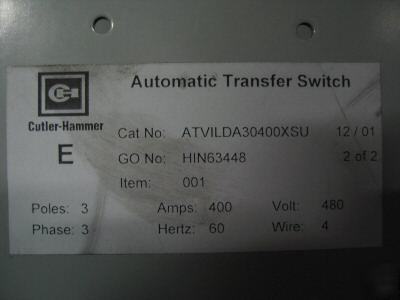 Automatic Transfer Switch
Cutler-Hammer
E
Cat No: ATVILDA30400XSU 12 / 01
GO No: HIN63448 2 of 2
Item: 001
Poles: 3 Amps: 400 Volt: 480
Phase: 3 Hertz: 60 Wire: 4